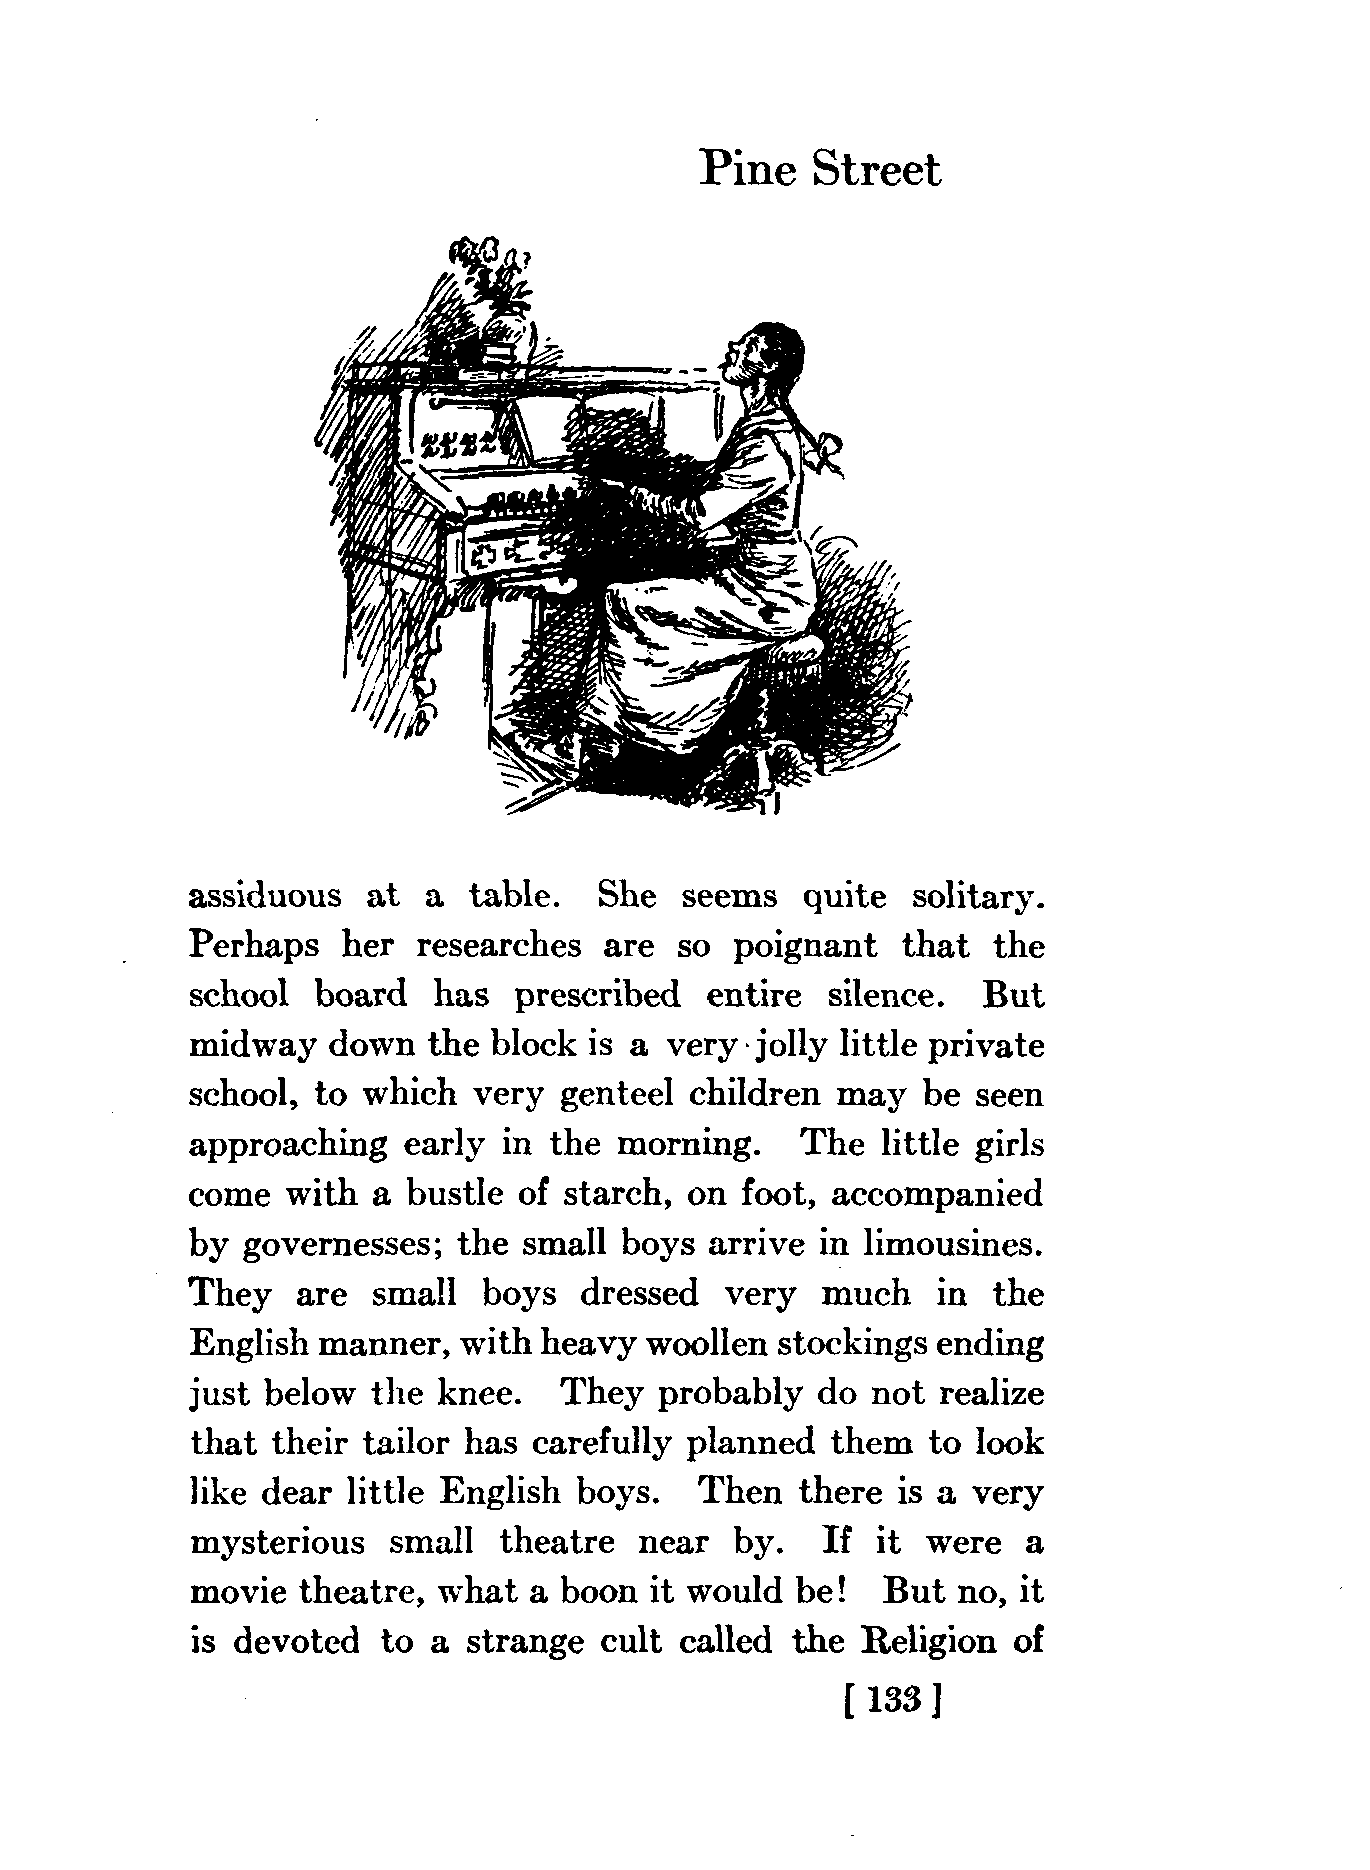 Pine Street
assiduous at a table. She seems quite solitary.
Perhaps her researches are so poignant that the
school board has prescribed entire silence. But
midway down the block is a very jolly little private
school, to which very genteel children may be seen
approaching early in the morning. The little girls
come with a bustle of starch, on foot, accompanied
by governesses; the small boys arrive in limousines.
They are small boys dressed very much in the
English manner, with heavy woollen stockings ending
just below the knee. They probably do not realize
that their tailor has carefully planned them to look
like dear little English boys. Then there is a very
mysterious small theatre near by. If it were a
movie theatre, what a boon it would be! But no, it
is devoted to a strange cult called the Religion of
[ 133 ]